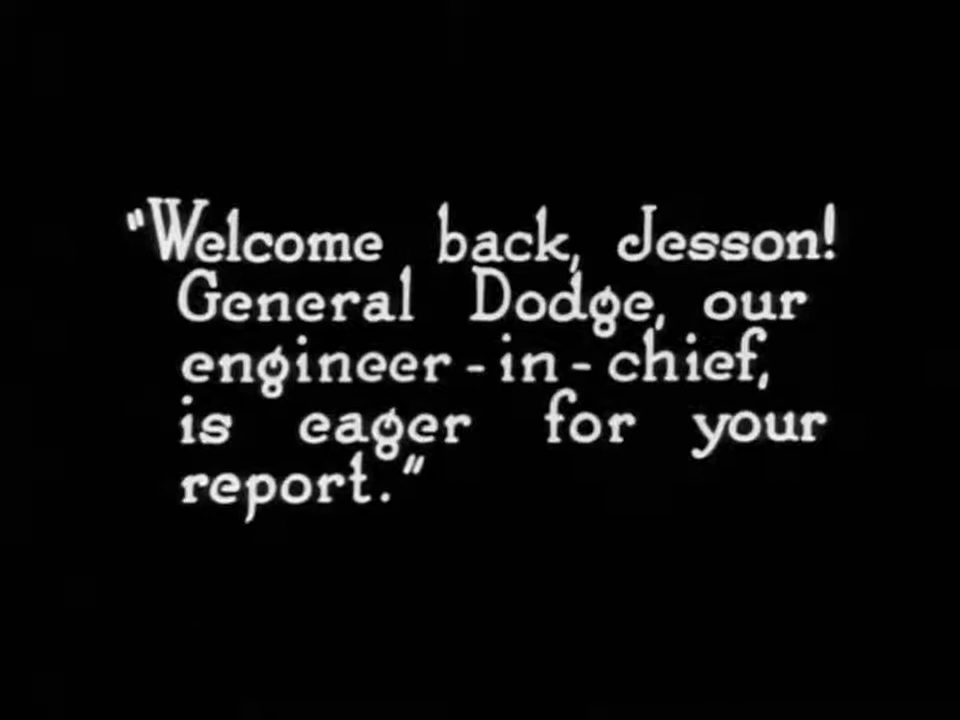 "Welcome back, Jesson!
General Dodge, our
engineer-in-chief,
is eager for your
report."